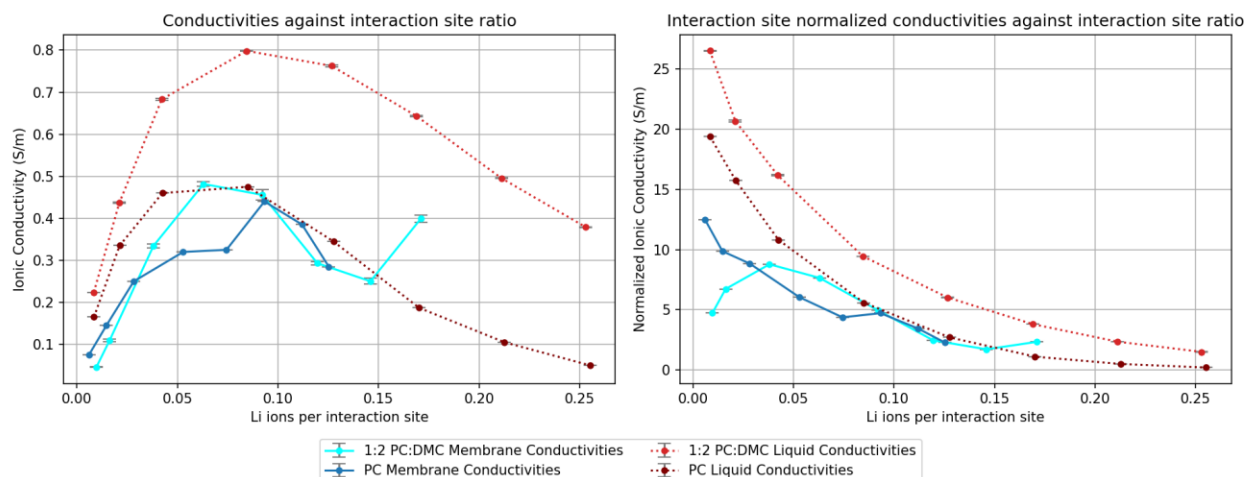 Conductivities against interaction site ratio
Ionic Conductivity (S/m)
0.8
0.7
0.6
0.5
0.4
0.3
0.2
0.1
0.00 0.05 0.10 0.15 0.20 0.25
Li ions per interaction site
Interaction site normalized conductivities against interaction site ratio
Normalized Ionic Conductivity (S/m)
25
20
15
10
5
0
0.00 0.05 0.10 0.15 0.20 0.25
Li ions per interaction site
1:2 PC:DMC Membrane Conductivities
PC Membrane Conductivities
1:2 PC:DMC Liquid Conductivities
PC Liquid Conductivities